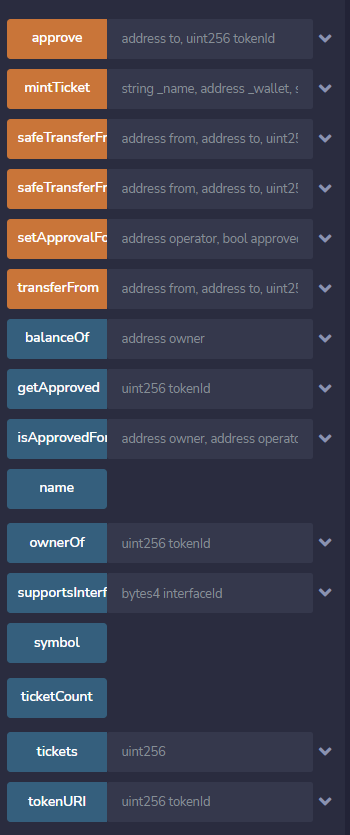 approve address to, uint256 tokenId
mintTicket string _name, address _wallet, s
safeTransferFr address from, address to, uint25
safeTransferFr address from, address to, uint25
setApprovalFo address operator, bool approved
transferFrom address from, address to, uint25
balanceOf address owner
getApproved uint256 tokenId
isApprovedFor address owner, address operato
name
ownerOf uint256 tokenId
supportsInterf bytes4 interfaceId
symbol
ticketCount
tickets uint256
tokenURI uint256 tokenId